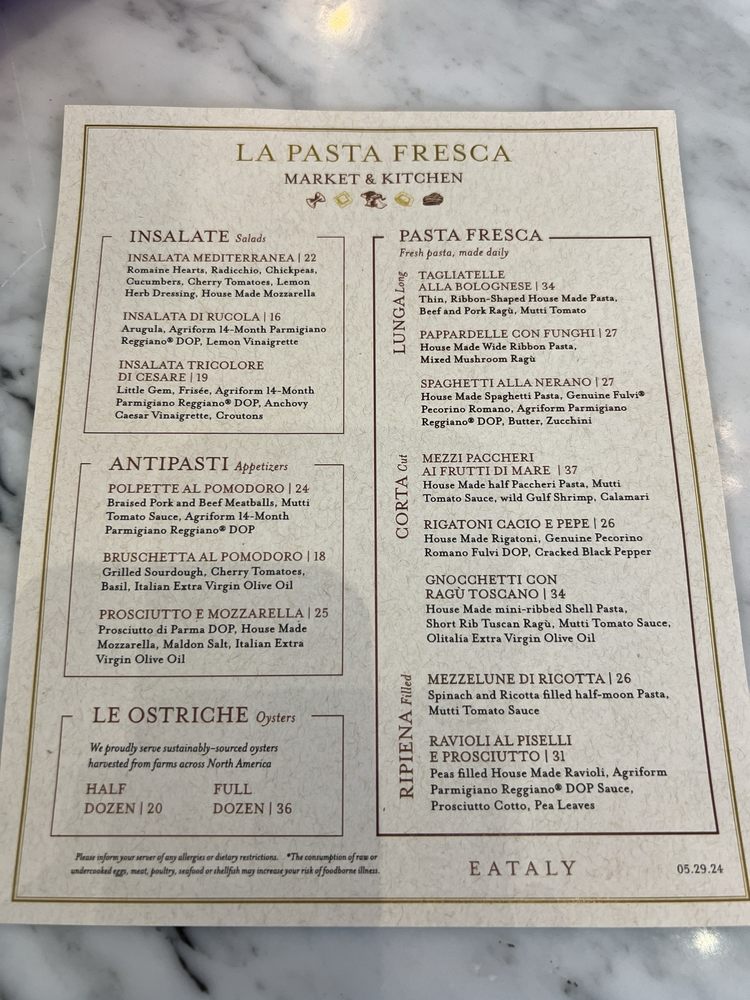 LA PASTA FRESCA
MARKET & KITCHEN
INSALATE Salads
INSALATA MEDITERRANEA | 22
Romaine Hearts, Radicchio, Chickpeas,
Cucumbers, Cherry Tomatoes, Lemon
Herb Dressing, House Made Mozzarella
INSALATA DI RUCOLA | 16
Arugula, Agriform 14-Month Parmigiano
Reggiano® DOP, Lemon Vinaigrette
INSALATA TRICOLORE
DI CESARE | 19
Little Gem, Frisée, Agriform 14-Month
Parmigiano Reggiano® DOP, Anchovy
Caesar Vinaigrette, Croutons
ANTIPASTI Appetizers
POLPETTE AL POMODORO | 24
Braised Pork and Beef Meatballs, Mutti
Tomato Sauce, Agriform 14-Month
Parmigiano Reggiano® DOP
BRUSCHETTA AL POMODORO | 18
Grilled Sourdough, Cherry Tomatoes,
Basil, Italian Extra Virgin Olive Oil
PROSCIUTTO E MOZZARELLA | 25
Prosciutto di Parma DOP, House Made
Mozzarella, Maldon Salt, Italian Extra
Virgin Olive Oil
LE OSTRICHE Oysters
We proudly serve sustainably-sourced oysters
harvested from farms across North America
HALF
DOZEN | 20
FULL
DOZEN | 36
PASTA FRESCA
Fresh pasta, made daily
LUNGA Long
TAGLIATELLE
ALLA BOLOGNESE | 34
Thin, Ribbon-Shaped House Made Pasta,
Beef and Pork Ragù, Mutti Tomato
PAPPARDELLE CON FUNGHI | 27
House Made Wide Ribbon Pasta,
Mixed Mushroom Ragù
SPAGHETTI ALLA NERANO | 27
House Made Spaghetti Pasta, Genuine Fulvi®
Pecorino Romano, Agriform Parmigiano
Reggiano® DOP, Butter, Zucchini
CORTA Cut
MEZZI PACCHERI
AI FRUTTI DI MARE | 37
House Made half Paccheri Pasta, Mutti
Tomato Sauce, wild Gulf Shrimp, Calamari
RIGATONI CACIO E PEPE | 26
House Made Rigatoni, Genuine Pecorino
Romano Fulvi DOP, Cracked Black Pepper
GNOCCHETTI CON
RAGÙ TOSCANO | 34
House Made mini-ribbed Shell Pasta,
Short Rib Tuscan Ragù, Mutti Tomato Sauce,
Olitalia Extra Virgin Olive Oil
RIPIENA Filled
MEZZELUNE DI RICOTTA | 26
Spinach and Ricotta filled half-moon Pasta,
Mutti Tomato Sauce
RAVIOLI AL PISELLI
E PROSCIUTTO | 31
Peas filled House Made Ravioli, Agriform
Parmigiano Reggiano® DOP Sauce,
Prosciutto Cotto, Pea Leaves
Please inform your server of any allergies or dietary restrictions. *The consumption of raw or
undercooked eggs, meat, poultry, seafood or shellfish may increase your risk of foodborne illness.
EATALY
05.29.24